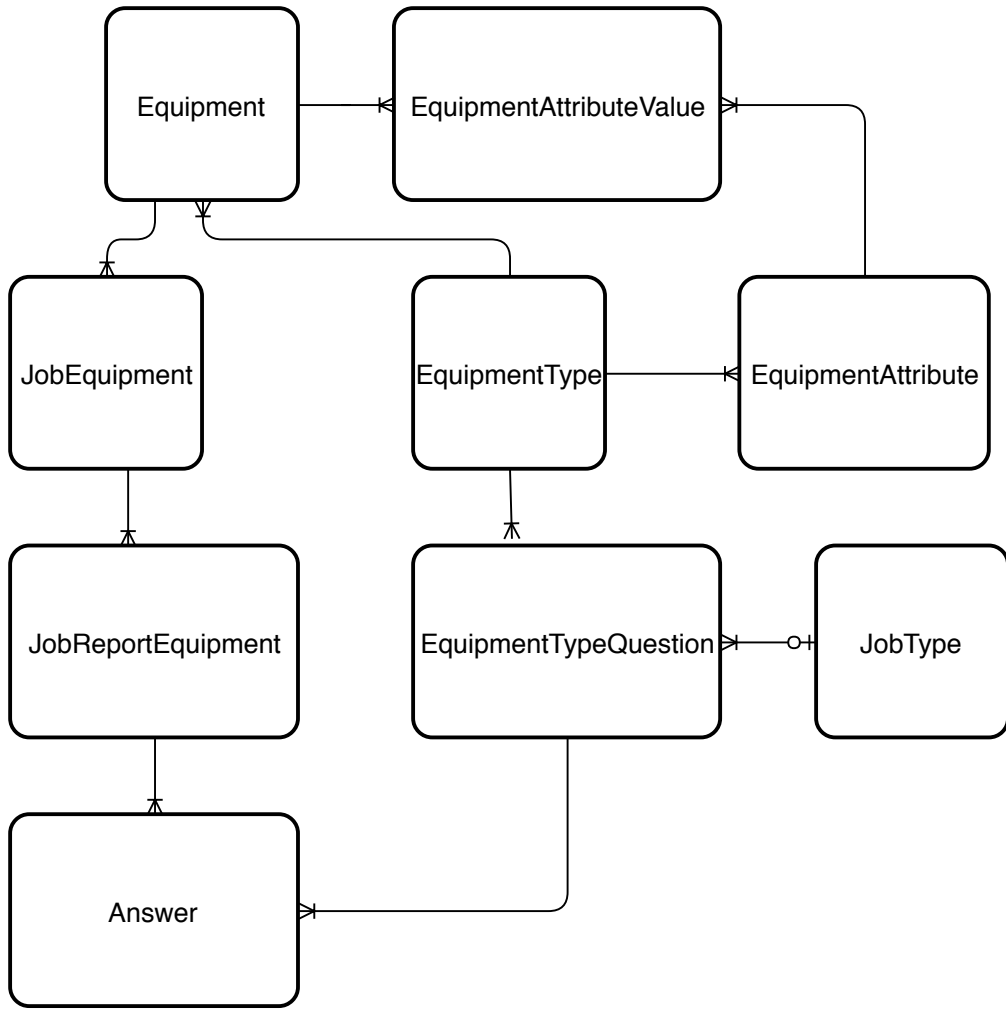 Equipment
EquipmentAttributeValue
JobEquipment
EquipmentType
EquipmentAttribute
JobReportEquipment
EquipmentTypeQuestion
JobType
Answer